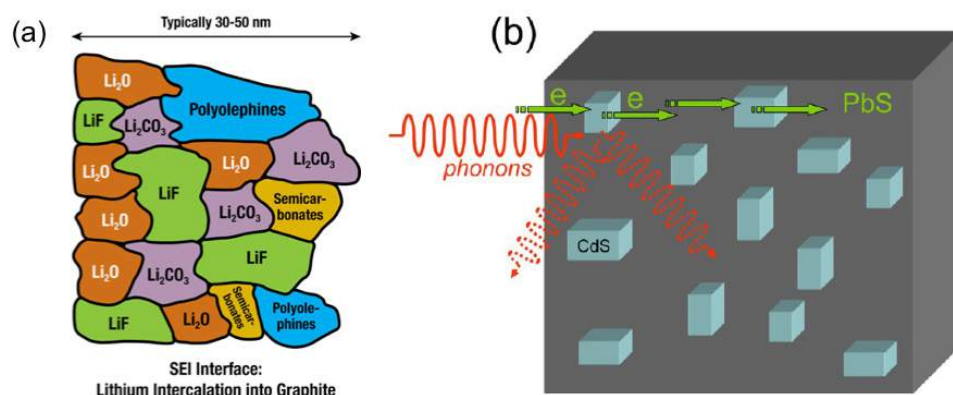 (a)
Typically 30-50 nm
Li₂O
Polyolephines
LiF
Li₂CO₃
Li₂CO₃
Li₂O
Li₂O
LiF
Semicar-
bonates
Li₂CO₃
Li₂O
LiF
Li₂O
Li₂CO₃
Semicar-
bonates
Polyole-
phines
LiF
Li₂O
SEI Interface:
Lithium Intercalation into Graphite
(b)
e
e
PbS
phonons
CdS